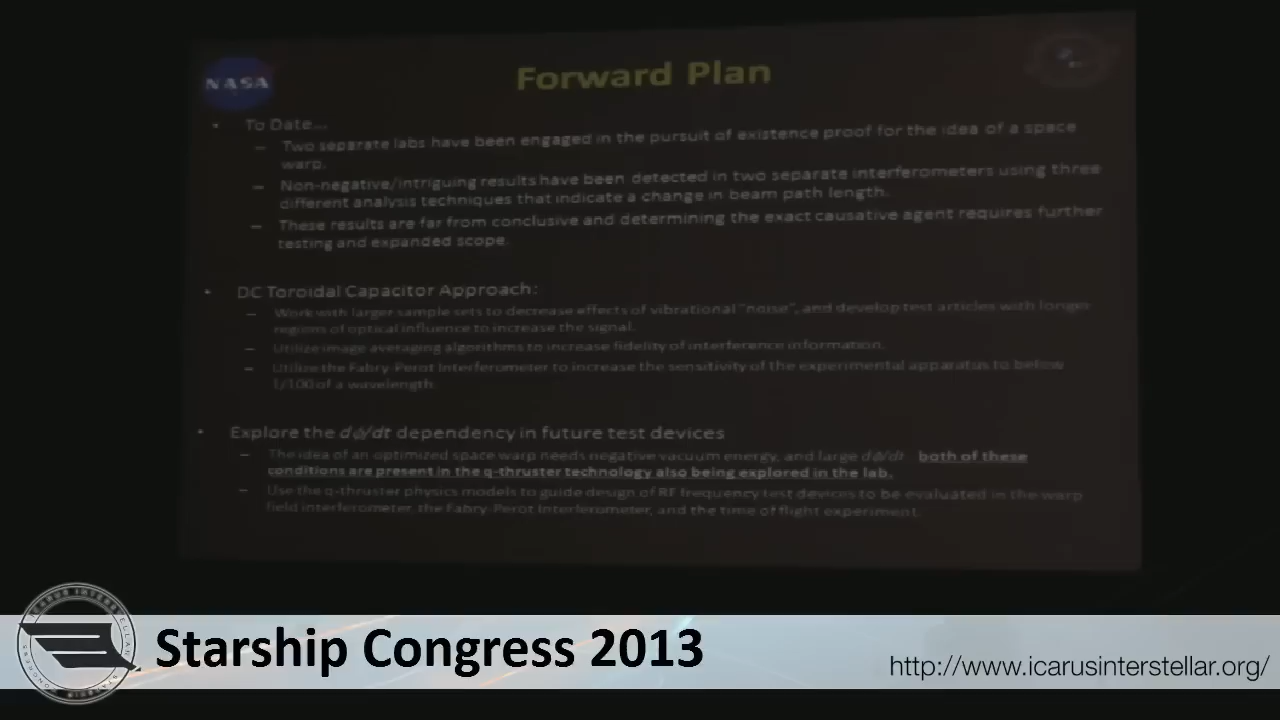 NASA
Forward Plan
• To Date...
– Two separate labs have been engaged in the pursuit of existence proof for the idea of a space
warp.
– Non-negative/intriguing results have been detected in two separate interferometers using three
different analysis techniques that indicate a change in beam path length.
– These results are far from conclusive and determining the exact causative agent requires further
testing and expanded scope.
• DC Toroidal Capacitor Approach:
– Work with larger sample sets to decrease effects of vibrational "noise", and develop test articles with longer
regions of optical influence to increase the signal.
– Utilize image averaging algorithms to increase fidelity of interference information.
– Utilize the Fabry-Perot Interferometer to increase the sensitivity of the experimental apparatus to below
1/100 of a wavelength.
• Explore the dϕ/dt dependency in future test devices
– The idea of an optimized space warp needs negative vacuum energy, and large dϕ/dt both of these
conditions are present in the q-thruster technology also being explored in the lab.
– Use the q-thruster physics models to guide design of RF frequency test devices to be evaluated in the warp
field interferometer, the Fabry-Perot Interferometer, and the time of flight experiment.
ICARUS INTERSTELLAR
STARSHIP CONGRESS
Starship Congress 2013
http://www.icarusinterstellar.org/